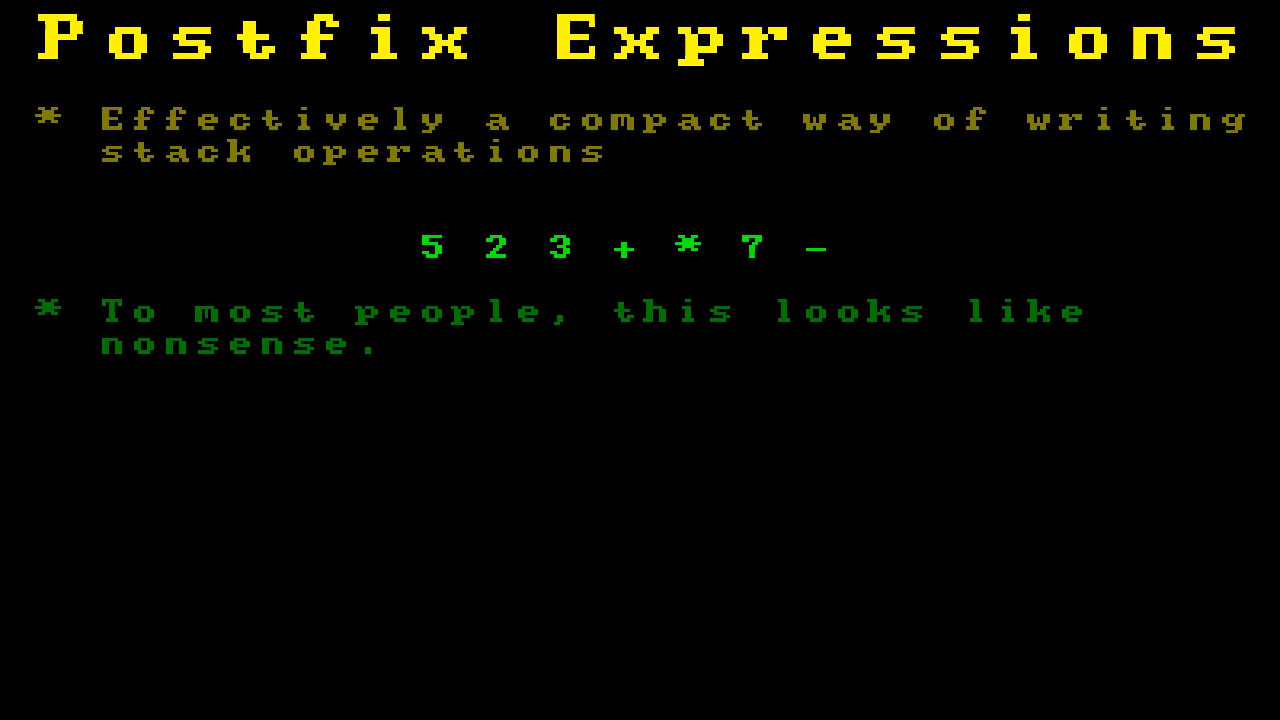 Postfix Expressions
* Effectively a compact way of writing
stack operations
5 2 3 + * 7 -
* To most people, this looks like
nonsense.